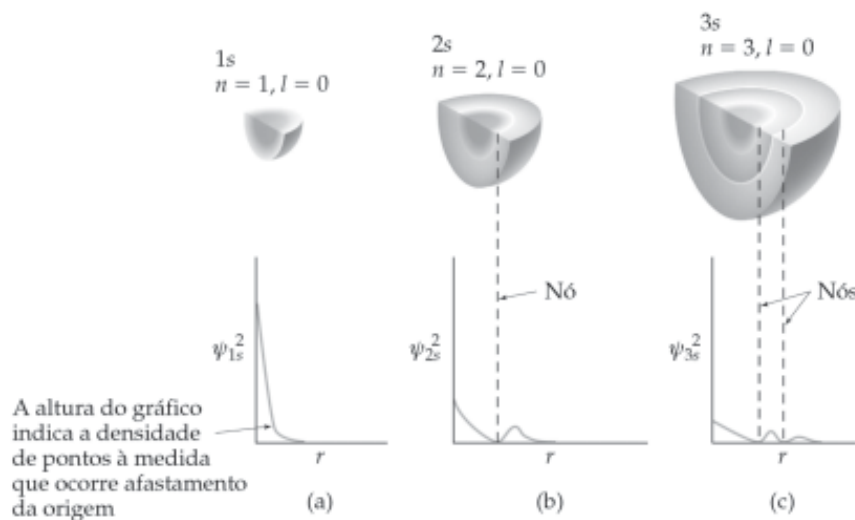 1s
n = 1, l = 0
2s
n = 2, l = 0
3s
n = 3, l = 0
Nó
Nós
ψ1s²
ψ2s²
ψ3s²
A altura do gráfico
indica a densidade
de pontos à medida
que ocorre afastamento
da origem
r
r
r
(a)
(b)
(c)